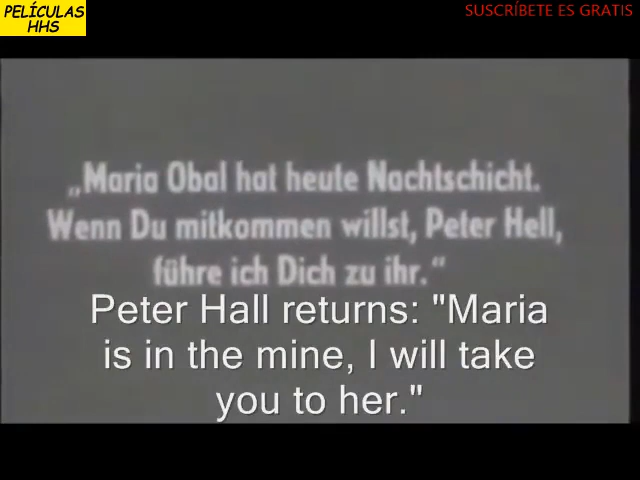 PELÍCULAS
HHS
SUSCRÍBETE ES GRATIS
„Maria Obal hat heute Nachtschicht.
Wenn Du mitkommen willst, Peter Hell,
führe ich Dich zu ihr.“
Peter Hall returns: "Maria
is in the mine, I will take
you to her."